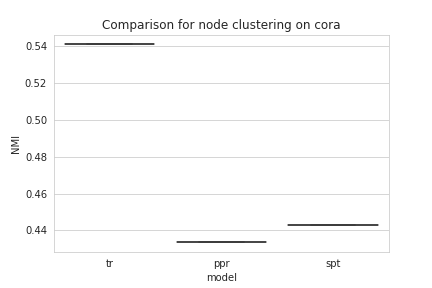 Comparison for node clustering on cora
0.54
0.52
0.50
0.48
0.46
0.44
NMI
tr ppr spt
model